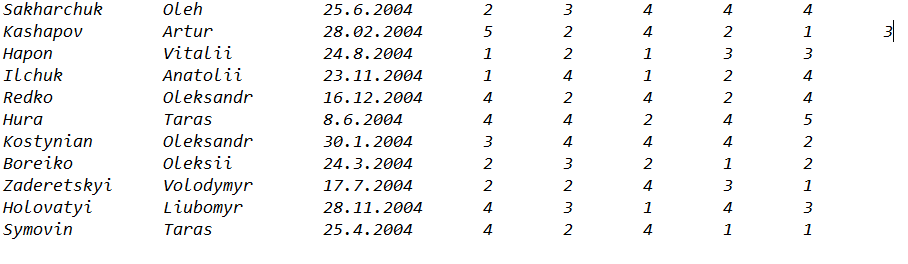 Sakharchuk Oleh 25.6.2004 2 3 4 4 4
Kashapov Artur 28.02.2004 5 2 4 2 1 3
Hapon Vitalii 24.8.2004 1 2 1 3 3
Ilchuk Anatolii 23.11.2004 1 4 1 2 4
Redko Oleksandr 16.12.2004 4 2 4 2 4
Hura Taras 8.6.2004 4 4 2 4 5
Kostynian Oleksandr 30.1.2004 3 4 4 4 2
Boreiko Oleksii 24.3.2004 2 3 2 1 2
Zaderetskyi Volodymyr 17.7.2004 2 2 4 3 1
Holovatyi Liubomyr 28.11.2004 4 3 1 4 3
Symovin Taras 25.4.2004 4 2 4 1 1